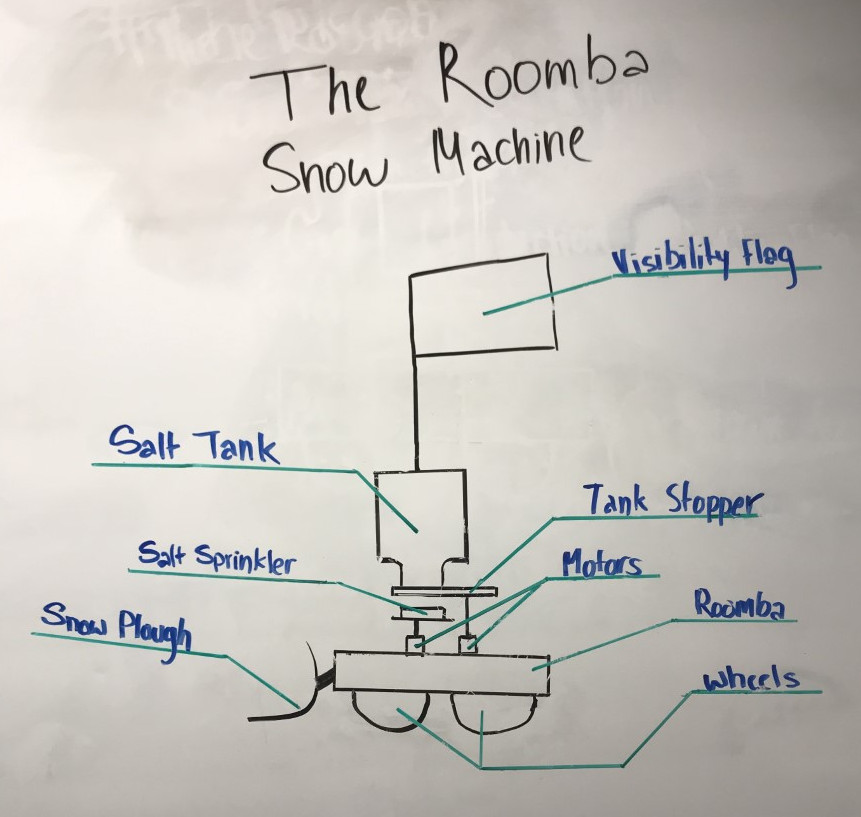 The Roomba
Snow Machine
Visibility Flag
Salt Tank
Tank Stopper
Salt Sprinkler
Motors
Snow Plough
Roomba
wheels